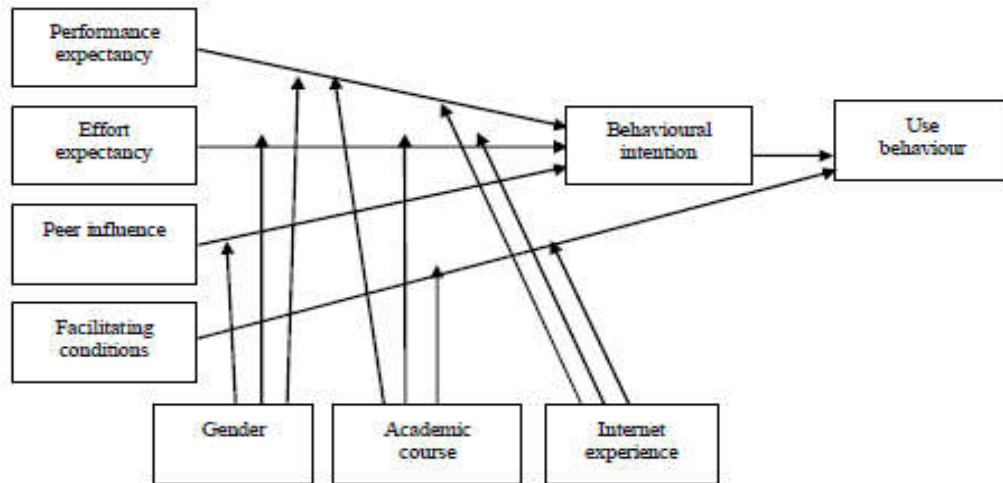 Performance
expectancy
Effort
expectancy
Peer influence
Facilitating
conditions
Behavioural
intention
Use
behaviour
Gender
Academic
course
Internet
experience